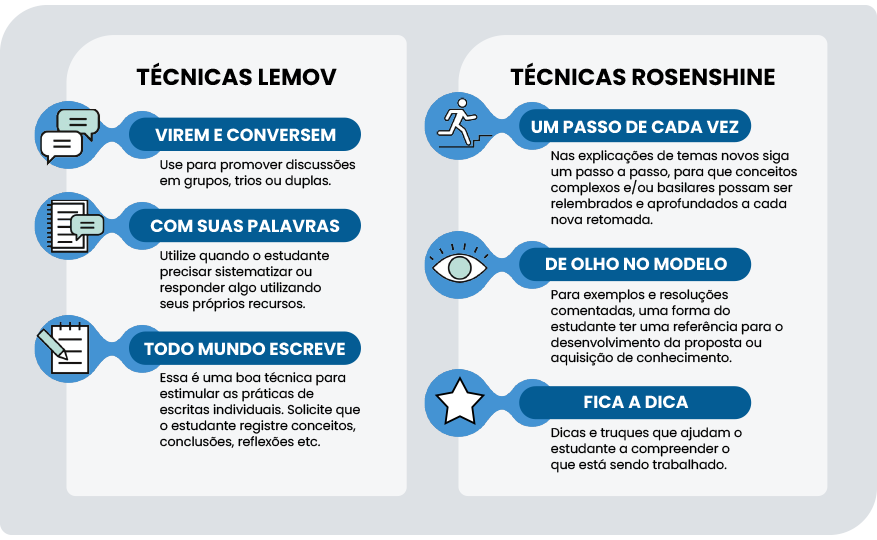 TÉCNICAS LEMOV
VIREM E CONVERSEM
Use para promover discussões
em grupos, trios ou duplas.
COM SUAS PALAVRAS
Utilize quando o estudante
precisar sistematizar ou
responder algo utilizando
seus próprios recursos.
TODO MUNDO ESCREVE
Essa é uma boa técnica para
estimular as práticas de
escritas individuais. Solicite que
o estudante registre conceitos,
conclusões, reflexões etc.
TÉCNICAS ROSENSHINE
UM PASSO DE CADA VEZ
Nas explicações de temas novos siga
um passo a passo, para que conceitos
complexos e/ou basilares possam ser
relembrados e aprofundados a cada
nova retomada.
DE OLHO NO MODELO
Para exemplos e resoluções
comentadas, uma forma do
estudante ter uma referência para o
desenvolvimento da proposta ou
aquisição de conhecimento.
FICA A DICA
Dicas e truques que ajudam o
estudante a compreender o
que está sendo trabalhado.